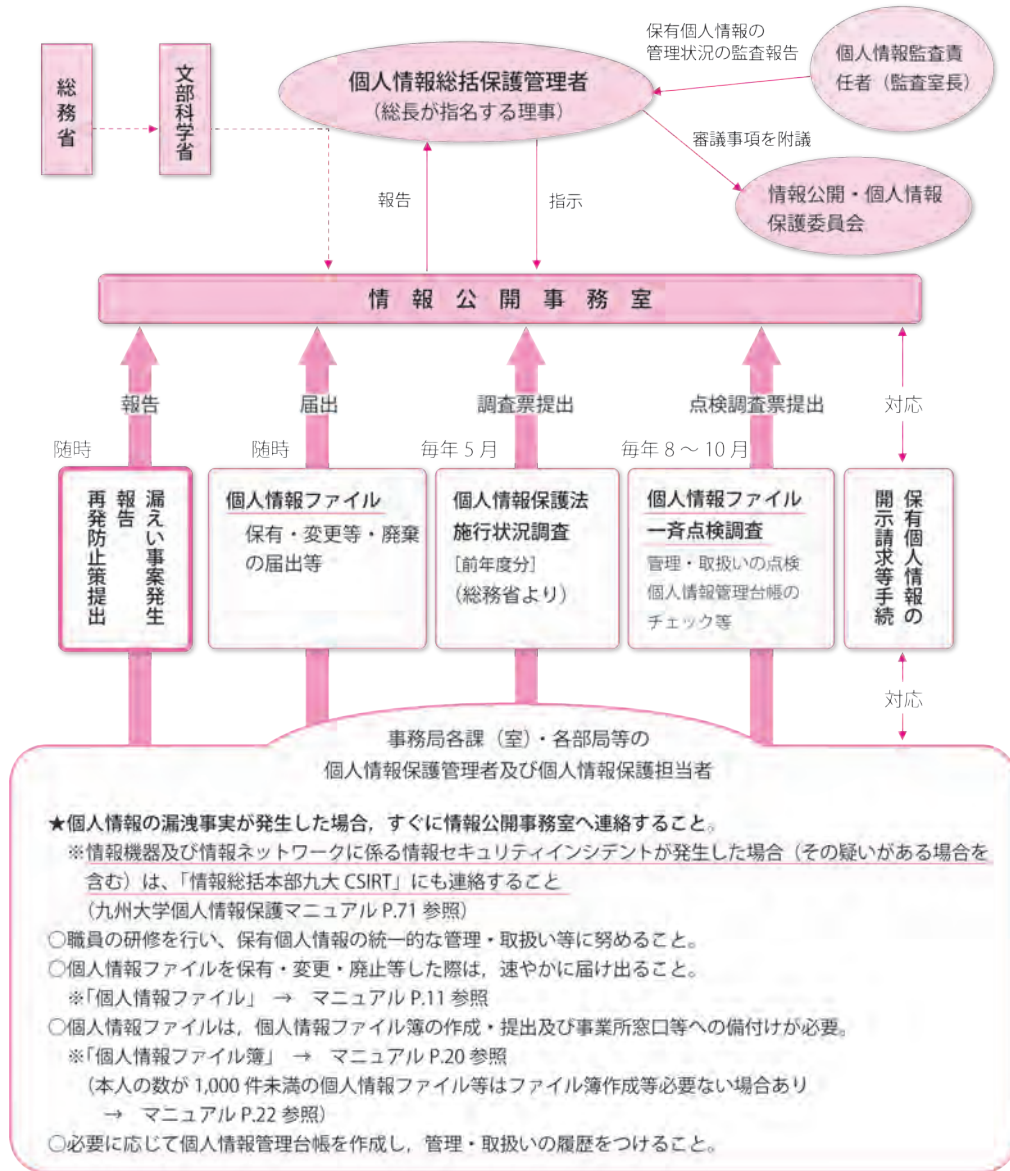 総務省
文部科学省
個人情報総括保護管理者
(総長が指名する理事)
保有個人情報の
管理状況の監査報告
個人情報監査責
任者（監査室長）
審議事項を附議
情報公開・個人情報
保護委員会
報告
指示
情報公開事務室
報告
届出
調査票提出
点検調査票提出
対応
随時
随時
毎年 5 月
毎年 8 ～ 10 月
漏えい事案発生
報告
再発防止策提出
個人情報ファイル
保有・変更等・廃棄
の届出等
個人情報保護法
施行状況調査
[前年度分]
(総務省より)
個人情報ファイル
一斉点検調査
管理・取扱いの点検
個人情報管理台帳の
チェック等
保有個人情報の
開示請求等手続
対応
事務局各課（室）・各部局等の
個人情報保護管理者及び個人情報保護担当者
★個人情報の漏洩事実が発生した場合，すぐに情報公開事務室へ連絡すること。
※情報機器及び情報ネットワークに係る情報セキュリティインシデントが発生した場合（その疑いがある場合を
含む）は、「情報総括本部九大 CSIRT」にも連絡すること
（九州大学個人情報保護マニュアル P.71 参照）
○職員の研修を行い、保有個人情報の統一的な管理・取扱い等に努めること。
○個人情報ファイルを保有・変更・廃止等した際は，速やかに届け出ること。
※「個人情報ファイル」 → マニュアル P.11 参照
○個人情報ファイルは，個人情報ファイル簿の作成・提出及び事業所窓口等への備付けが必要。
※「個人情報ファイル簿」 → マニュアル P.20 参照
（本人の数が 1,000 件未満の個人情報ファイル等はファイル簿作成等必要ない場合あり
→ マニュアル P.22 参照）
○必要に応じて個人情報管理台帳を作成し，管理・取扱いの履歴をつけること。